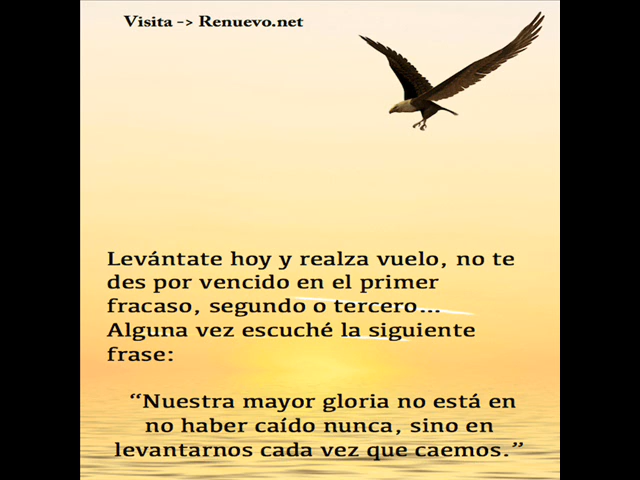 Visita -> Renuevo.net
Levántate hoy y realza vuelo, no te
des por vencido en el primer
fracaso, segundo o tercero...
Alguna vez escuché la siguiente
frase:
“Nuestra mayor gloria no está en
no haber caído nunca, sino en
levantarnos cada vez que caemos.”